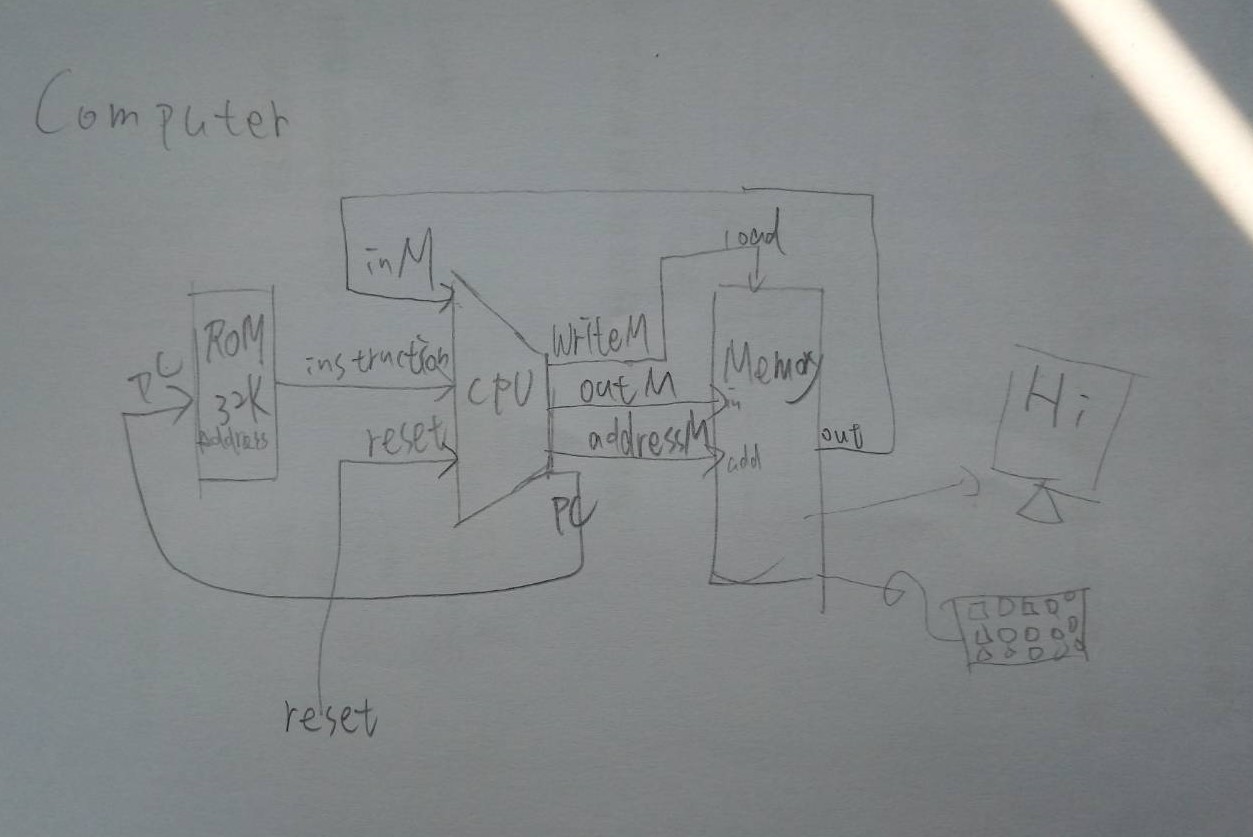 Computer
load
inM
ROM
32K
Address
PC
instruction
reset
CPU
writeM
outM
addressM
PC
Memory
in
add
out
Hi
reset